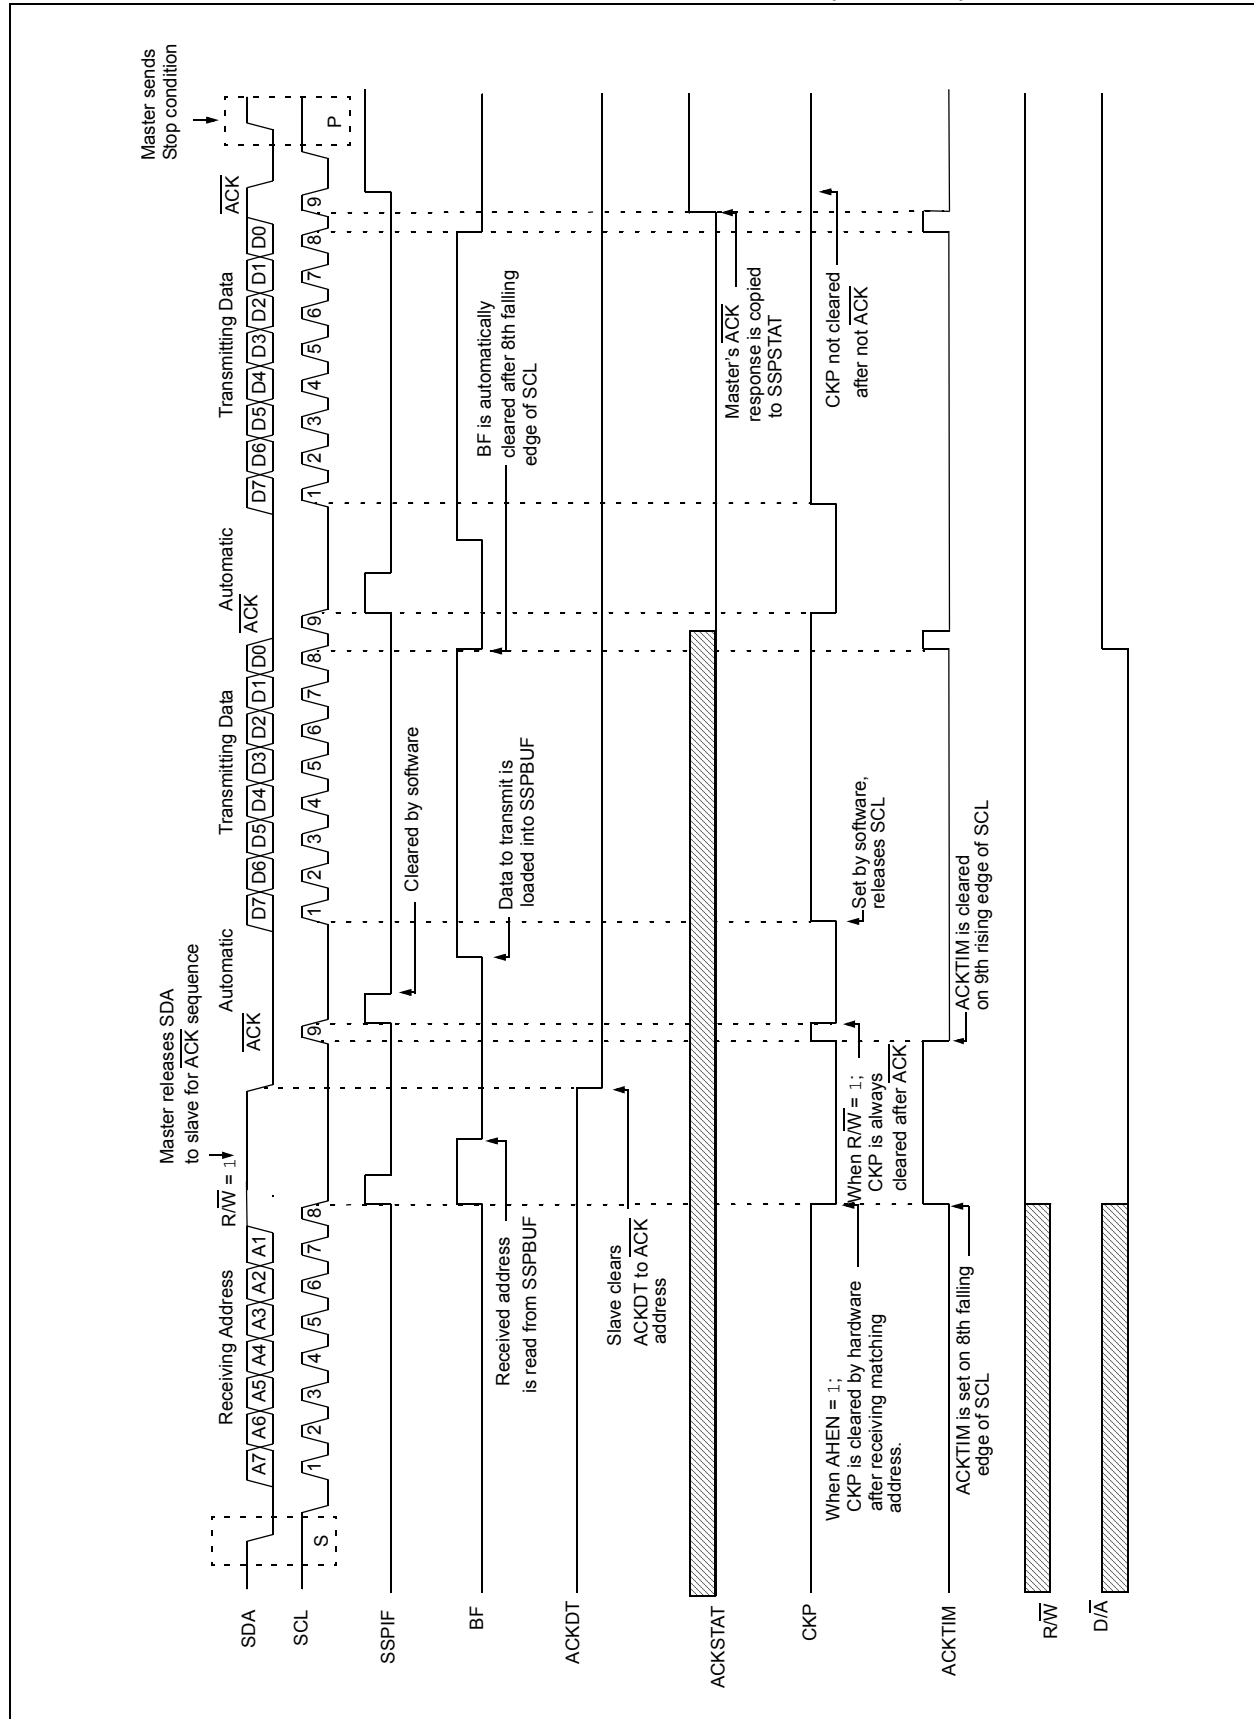 Master sends
Stop condition
Master releases SDA
to slave for ACK sequence
Receiving Address
R/W = 1
Automatic
ACK
Transmitting Data
Automatic
ACK
Transmitting Data
ACK
SDA
A7 A6 A5 A4 A3 A2 A1
D7 D6 D5 D4 D3 D2 D1 D0
D7 D6 D5 D4 D3 D2 D1 D0
SCL
S
1 2 3 4 5 6 7 8 9
1 2 3 4 5 6 7 8 9
1 2 3 4 5 6 7 8 9
P
SSPIF
Cleared by software
BF
Received address
is read from SSPBUF
Data to transmit is
loaded into SSPBUF
BF is automatically
cleared after 8th falling
edge of SCL
ACKDT
Slave clears
ACKDT to ACK
address
ACKSTAT
Master's ACK
response is copied
to SSPSTAT
CKP
When AHEN = 1;
CKP is cleared by hardware
after receiving matching
address.
When R/W = 1;
CKP is always
cleared after ACK
Set by software,
releases SCL
CKP not cleared
after not ACK
ACKTIM
ACKTIM is set on 8th falling
edge of SCL
ACKTIM is cleared
on 9th rising edge of SCL
R/W
D/A